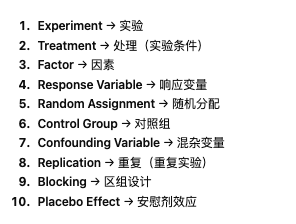 1. Experiment → 实验
2. Treatment → 处理（实验条件）
3. Factor → 因素
4. Response Variable → 响应变量
5. Random Assignment → 随机分配
6. Control Group → 对照组
7. Confounding Variable → 混杂变量
8. Replication → 重复（重复实验）
9. Blocking → 区组设计
10. Placebo Effect → 安慰剂效应